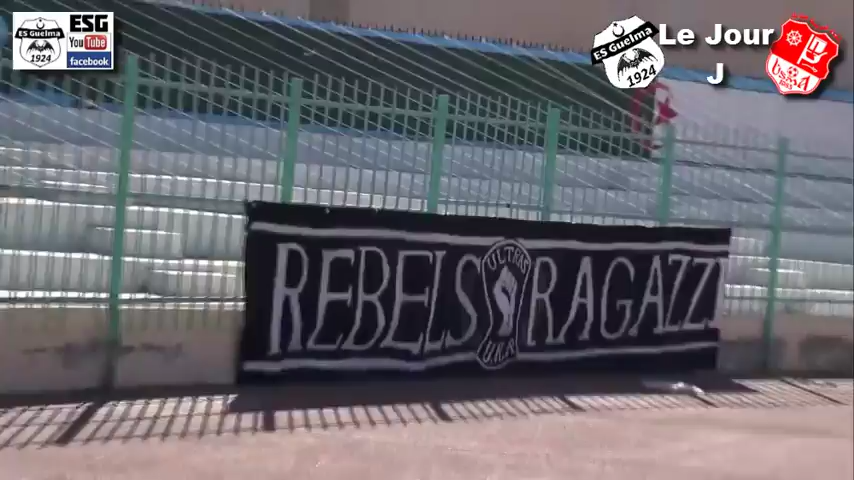 ES Guelma
1924
ESG
YouTube
facebook
ES Guelma
1924
Le Jour
J
REBELS RAGAZZI
ULTRAS
U.R.R